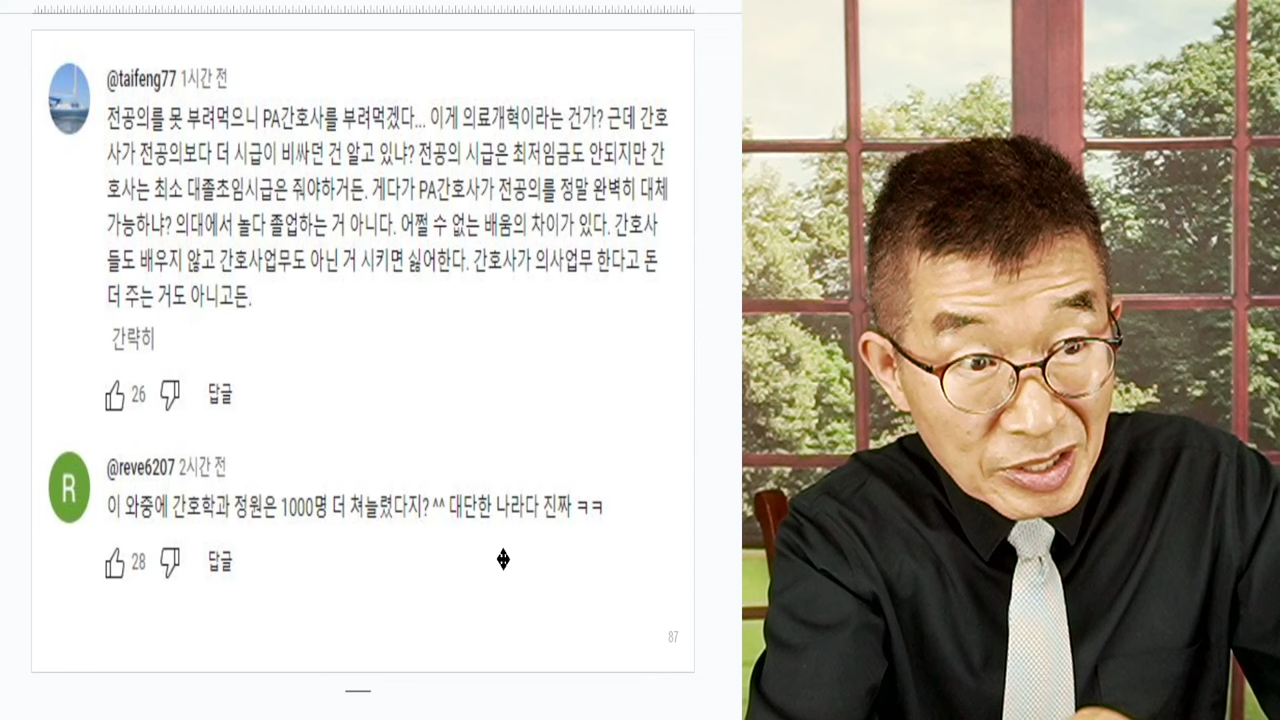 @taifeng77 1시간 전
전공의를 못 부려먹으니 PA간호사를 부려먹겠다... 이게 의료개혁이라는 건가? 근데 간호
사가 전공의보다 더 시급이 비싸던 건 알고 있냐? 전공의 시급은 최저임금도 안되지만 간
호사는 최소 대졸초임시급은 줘야하거든. 게다가 PA간호사가 전공의를 정말 완벽히 대체
가능하냐? 의대에서 놀다 졸업하는 거 아니다. 어쩔 수 없는 배움의 차이가 있다. 간호사
들도 배우지 않고 간호사업무도 아닌 거 시키면 싫어한다. 간호사가 의사업무 한다고 돈
더 주는 거도 아니고든.
간략히
26 답글
R
@reve6207 2시간 전
이 와중에 간호학과 정원은 1000명 더 쳐늘렸다지? ^^ 대단한 나라다 진짜 ㅋㅋ
28 답글
87